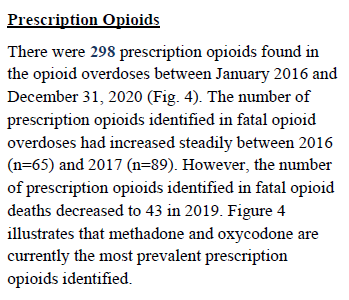 Prescription Opioids
There were 298 prescription opioids found in
the opioid overdoses between January 2016 and
December 31, 2020 (Fig. 4). The number of
prescription opioids identified in fatal opioid
overdoses had increased steadily between 2016
(n=65) and 2017 (n=89). However, the number
of prescription opioids identified in fatal opioid
deaths decreased to 43 in 2019. Figure 4
illustrates that methadone and oxycodone are
currently the most prevalent prescription
opioids identified.